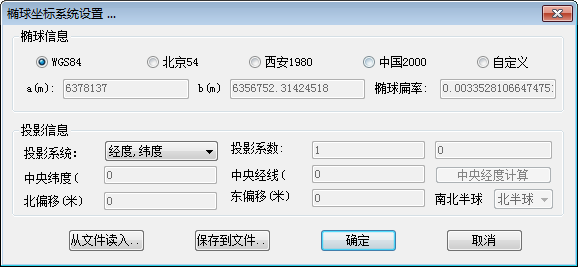 椭球坐标系统设置 ...
椭球信息
WGS84 北京54 西安1980 中国2000 自定义
a(m): 6378137 b(m) 6356752.31424518 椭球扁率: 0.0033528106647475
投影信息
投影系统: 经度,纬度 投影系数: 1 0
中央纬度( 0 中央经线( 0 中央经度计算
北偏移(米) 0 东偏移(米) 0 南北半球 北半球
从文件读入.. 保存到文件.. 确定 取消